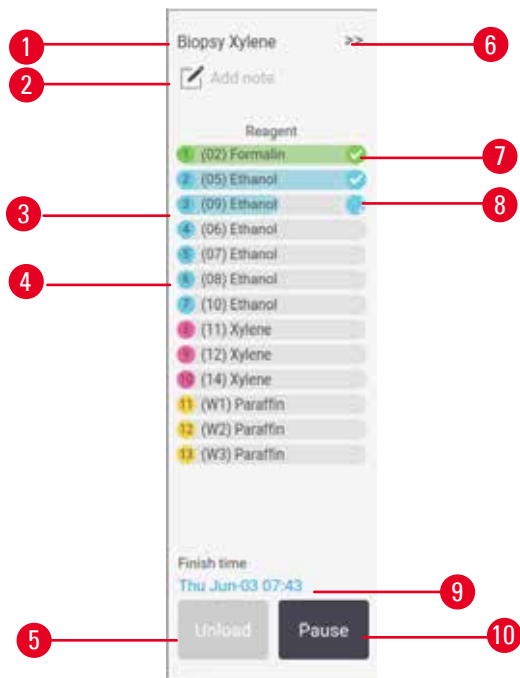 1 Biopsy Xylene >> 6
2 Add note
Reagent
1 (02) Formalin 7
2 (05) Ethanol
3 3 (09) Ethanol 8
4 (06) Ethanol
5 (07) Ethanol
4 6 (08) Ethanol
7 (10) Ethanol
8 (11) Xylene
9 (12) Xylene
10 (14) Xylene
11 (W1) Paraffin
12 (W2) Paraffin
13 (W3) Paraffin
Finish time
Thu Jun-03 07:43 9
5 Unload Pause 10